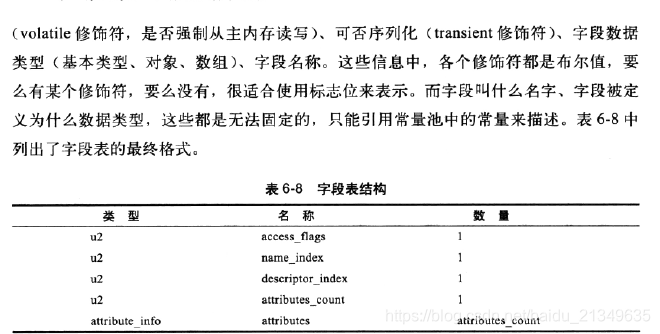 （volatile 修饰符，是否强制从主内存读写）、可否序列化（transient 修饰符）、字段数据
类型（基本类型、对象、数组）、字段名称。这些信息中，各个修饰符都是布尔值，要
么有某个修饰符，要么没有，很适合使用标志位来表示。而字段叫什么名字、字段被定
义为什么数据类型，这些都是无法固定的，只能引用常量池中的常量来描述。表 6-8 中
列出了字段表的最终格式。
表 6-8 字段表结构
类 型 名 称 数 量
u2 access_flags 1
u2 name_index 1
u2 descriptor_index 1
u2 attributes_count 1
attribute_info attributes attributes_count
https://blog.csdn.net/baidu_21349635